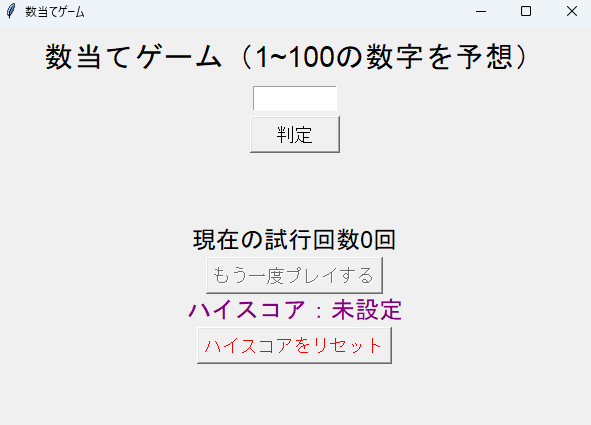 数当てゲーム
数当てゲーム（1~100の数字を予想）
判定
現在の試行回数0回
もう一度プレイする
ハイスコア：未設定
ハイスコアをリセット